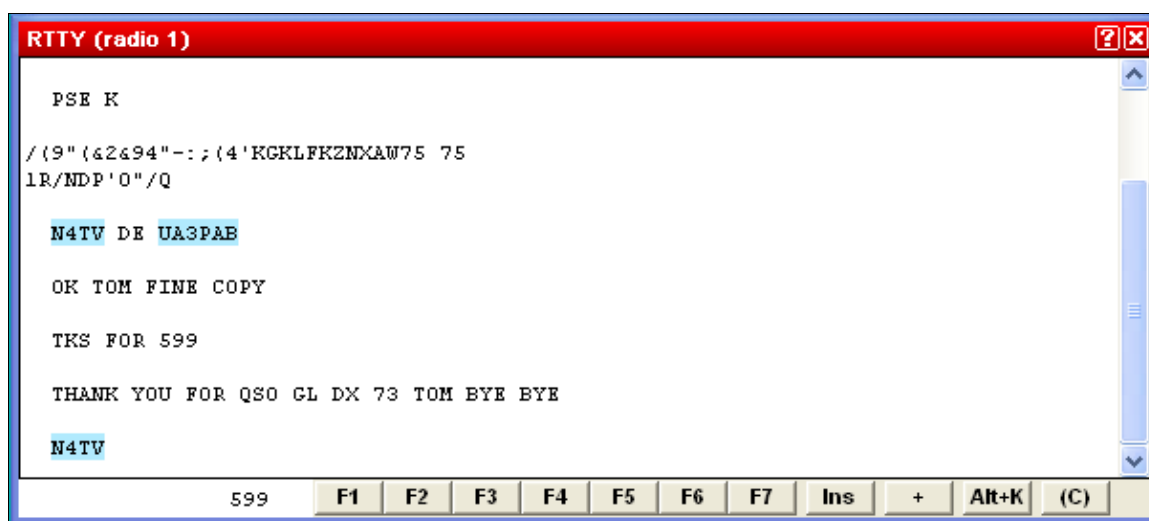 RTTY (radio 1)
PSE K
/(9"(&2&94"-:;(4'KGKLFKZNXAW75 75
1R/NDP'O"/Q
N4TV DE UA3PAB
OK TOM FINE COPY
TKS FOR 599
THANK YOU FOR QSO GL DX 73 TOM BYE BYE
N4TV
599 F1 F2 F3 F4 F5 F6 F7 Ins + Alt+K (C)